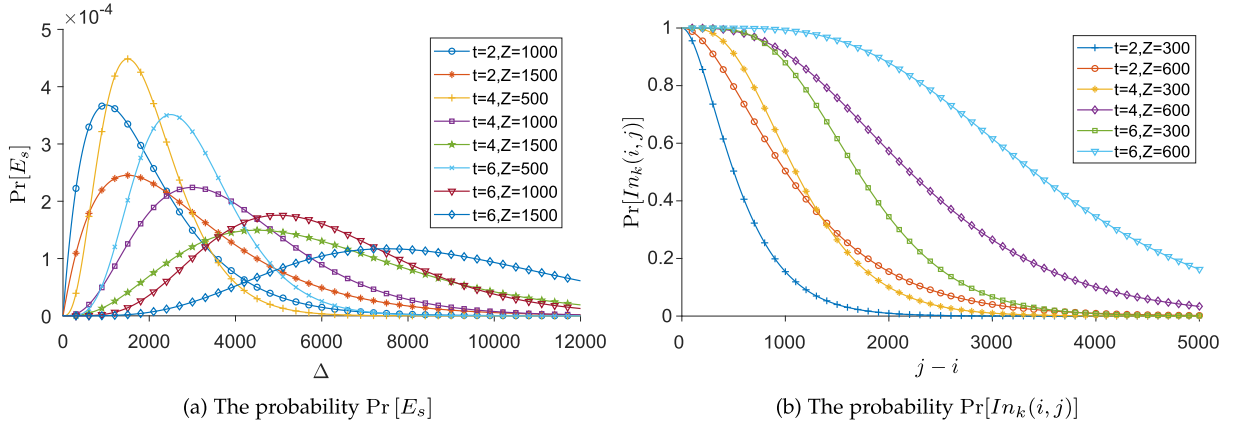 ×10⁻⁴
5
4
3
2
1
0
Pr[E_s]
0 2000 4000 6000 8000 10000 12000
Δ
t=2,Z=1000
t=2,Z=1500
t=4,Z=500
t=4,Z=1000
t=4,Z=1500
t=6,Z=500
t=6,Z=1000
t=6,Z=1500
(a) The probability Pr [E_s]
1
0.8
0.6
0.4
0.2
0
Pr[In_k(i, j)]
0 1000 2000 3000 4000 5000
j − i
t=2,Z=300
t=2,Z=600
t=4,Z=300
t=4,Z=600
t=6,Z=300
t=6,Z=600
(b) The probability Pr[In_k(i, j)]